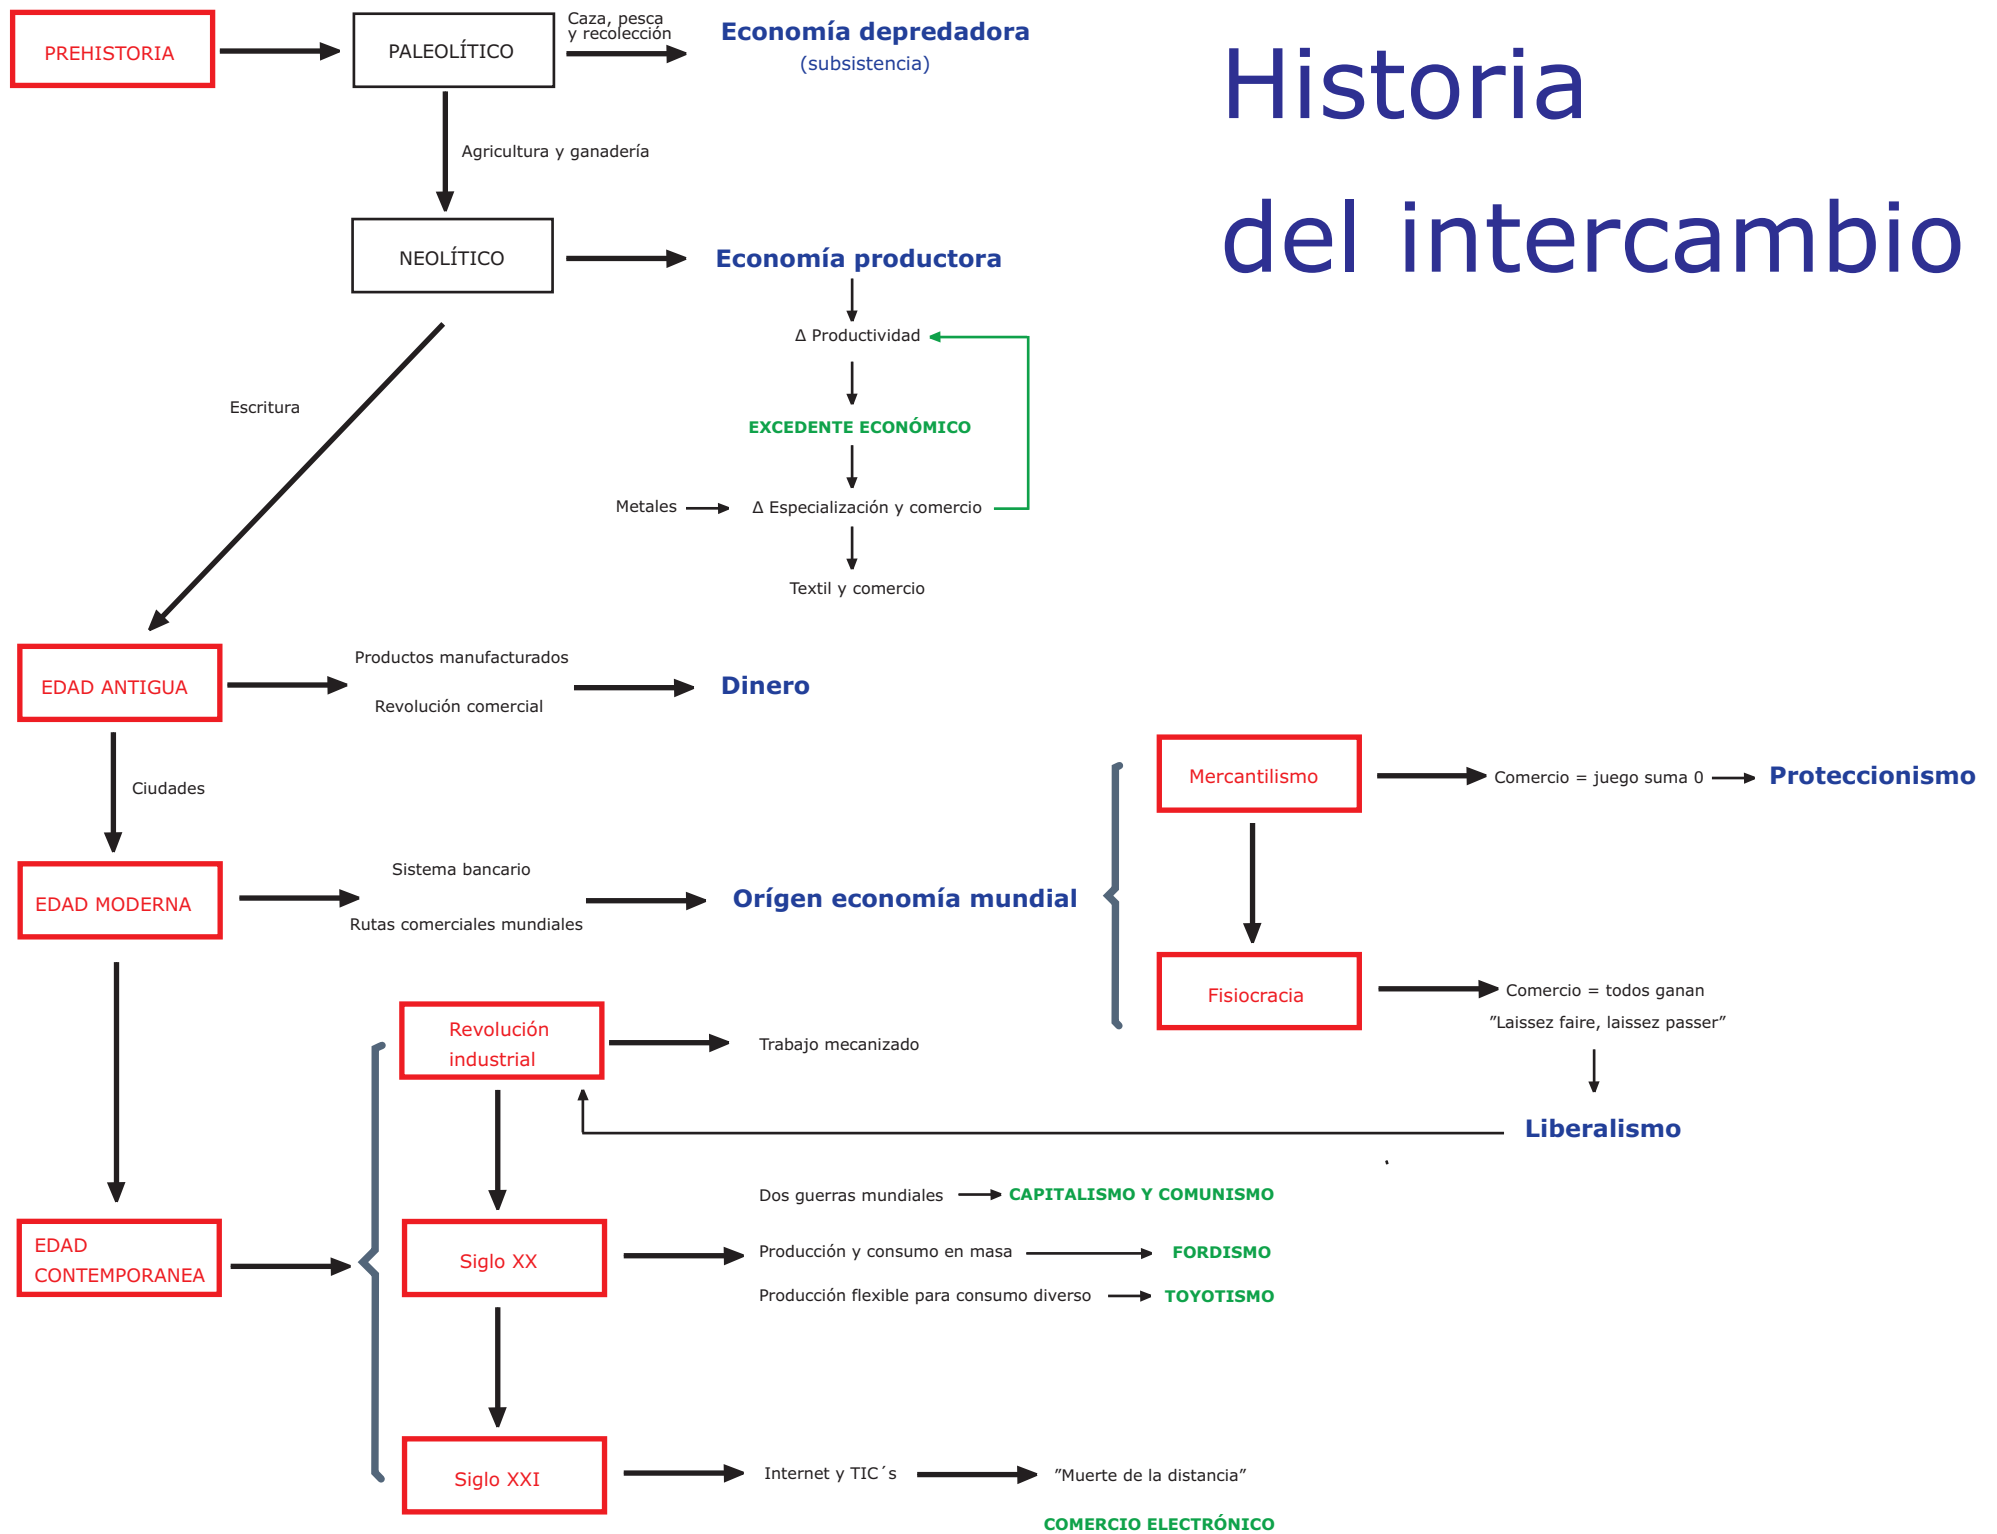 Historia
del intercambio
PREHISTORIA
PALEOLÍTICO
Caza, pesca
y recolección
Economía depredadora
(subsistencia)
Agricultura y ganadería
NEOLÍTICO
Economía productora
Δ Productividad
Escritura
EXCEDENTE ECONÓMICO
Metales
Δ Especialización y comercio
Textil y comercio
EDAD ANTIGUA
Productos manufacturados
Revolución comercial
Dinero
Ciudades
EDAD MODERNA
Sistema bancario
Rutas comerciales mundiales
Orígen economía mundial
Mercantilismo
Comercio = juego suma 0
Proteccionismo
Fisiocracia
Comercio = todos ganan
”Laissez faire, laissez passer”
Liberalismo
EDAD
CONTEMPORANEA
Revolución
industrial
Trabajo mecanizado
Siglo XX
Dos guerras mundiales
CAPITALISMO Y COMUNISMO
Producción y consumo en masa
FORDISMO
Producción flexible para consumo diverso
TOYOTISMO
Siglo XXI
Internet y TIC´s
”Muerte de la distancia”
COMERCIO ELECTRÓNICO